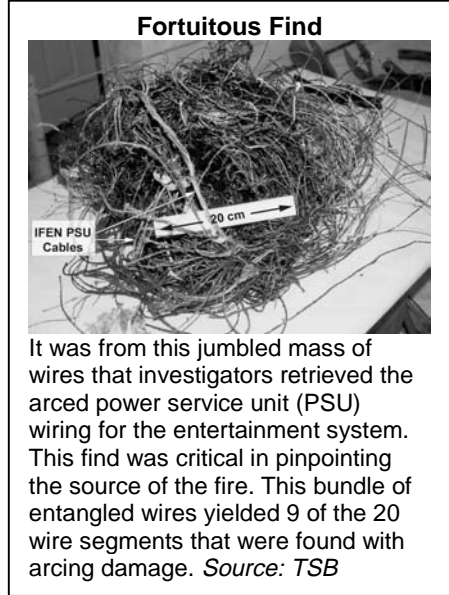 Fortuitous Find
20 cm
IFEN PSU
Cables
It was from this jumbled mass of
wires that investigators retrieved the
arced power service unit (PSU)
wiring for the entertainment system.
This find was critical in pinpointing
the source of the fire. This bundle of
entangled wires yielded 9 of the 20
wire segments that were found with
arcing damage. Source: TSB